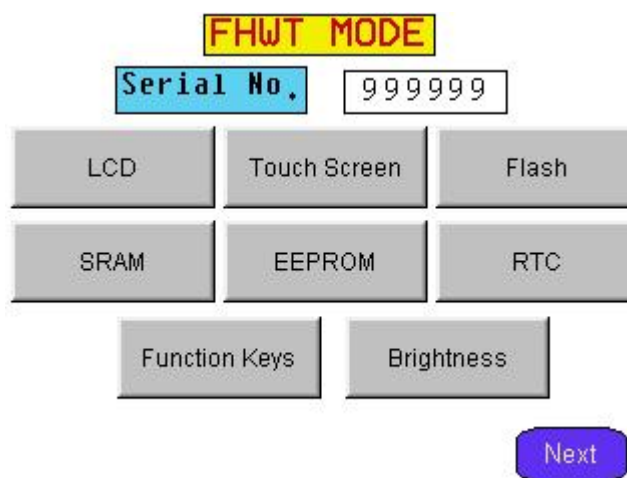 FHWT MODE
Serial No. 999999
LCD Touch Screen Flash
SRAM EEPROM RTC
Function Keys Brightness
Next